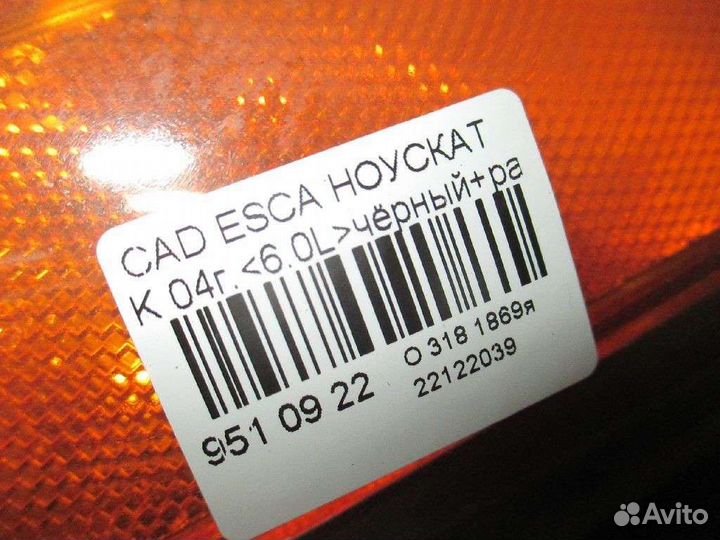 CAD ESCA НОУСКАТ
К 04г.<6.0L>чёрный+ра
951 09 22
О 318 1869я
22122039
Avito